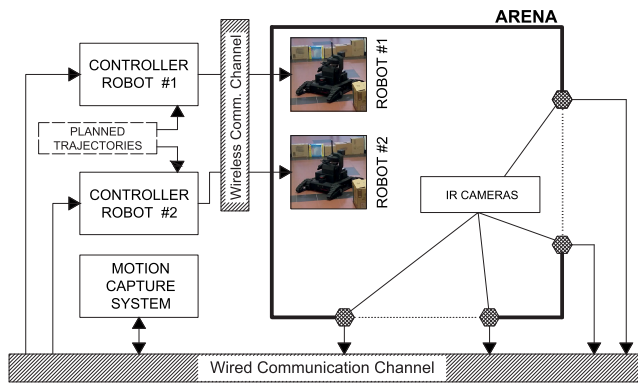 ARENA
CONTROLLER
ROBOT #1
Wireless Comm. Channel
ROBOT #1
PLANNED
TRAJECTORIES
ROBOT #2
CONTROLLER
ROBOT #2
IR CAMERAS
MOTION
CAPTURE
SYSTEM
Wired Communication Channel